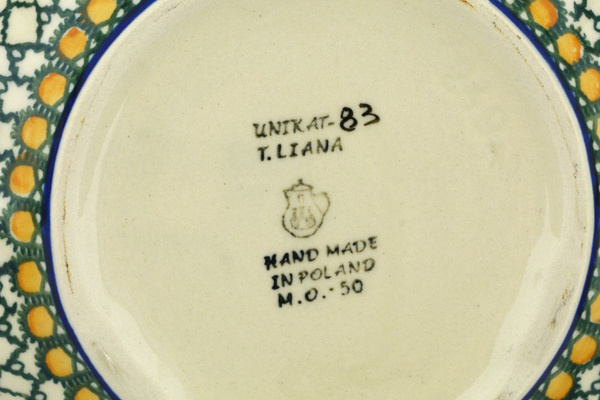 UNIKAT-83
T. LIANA
HAND MADE
IN POLAND
M.O.-50